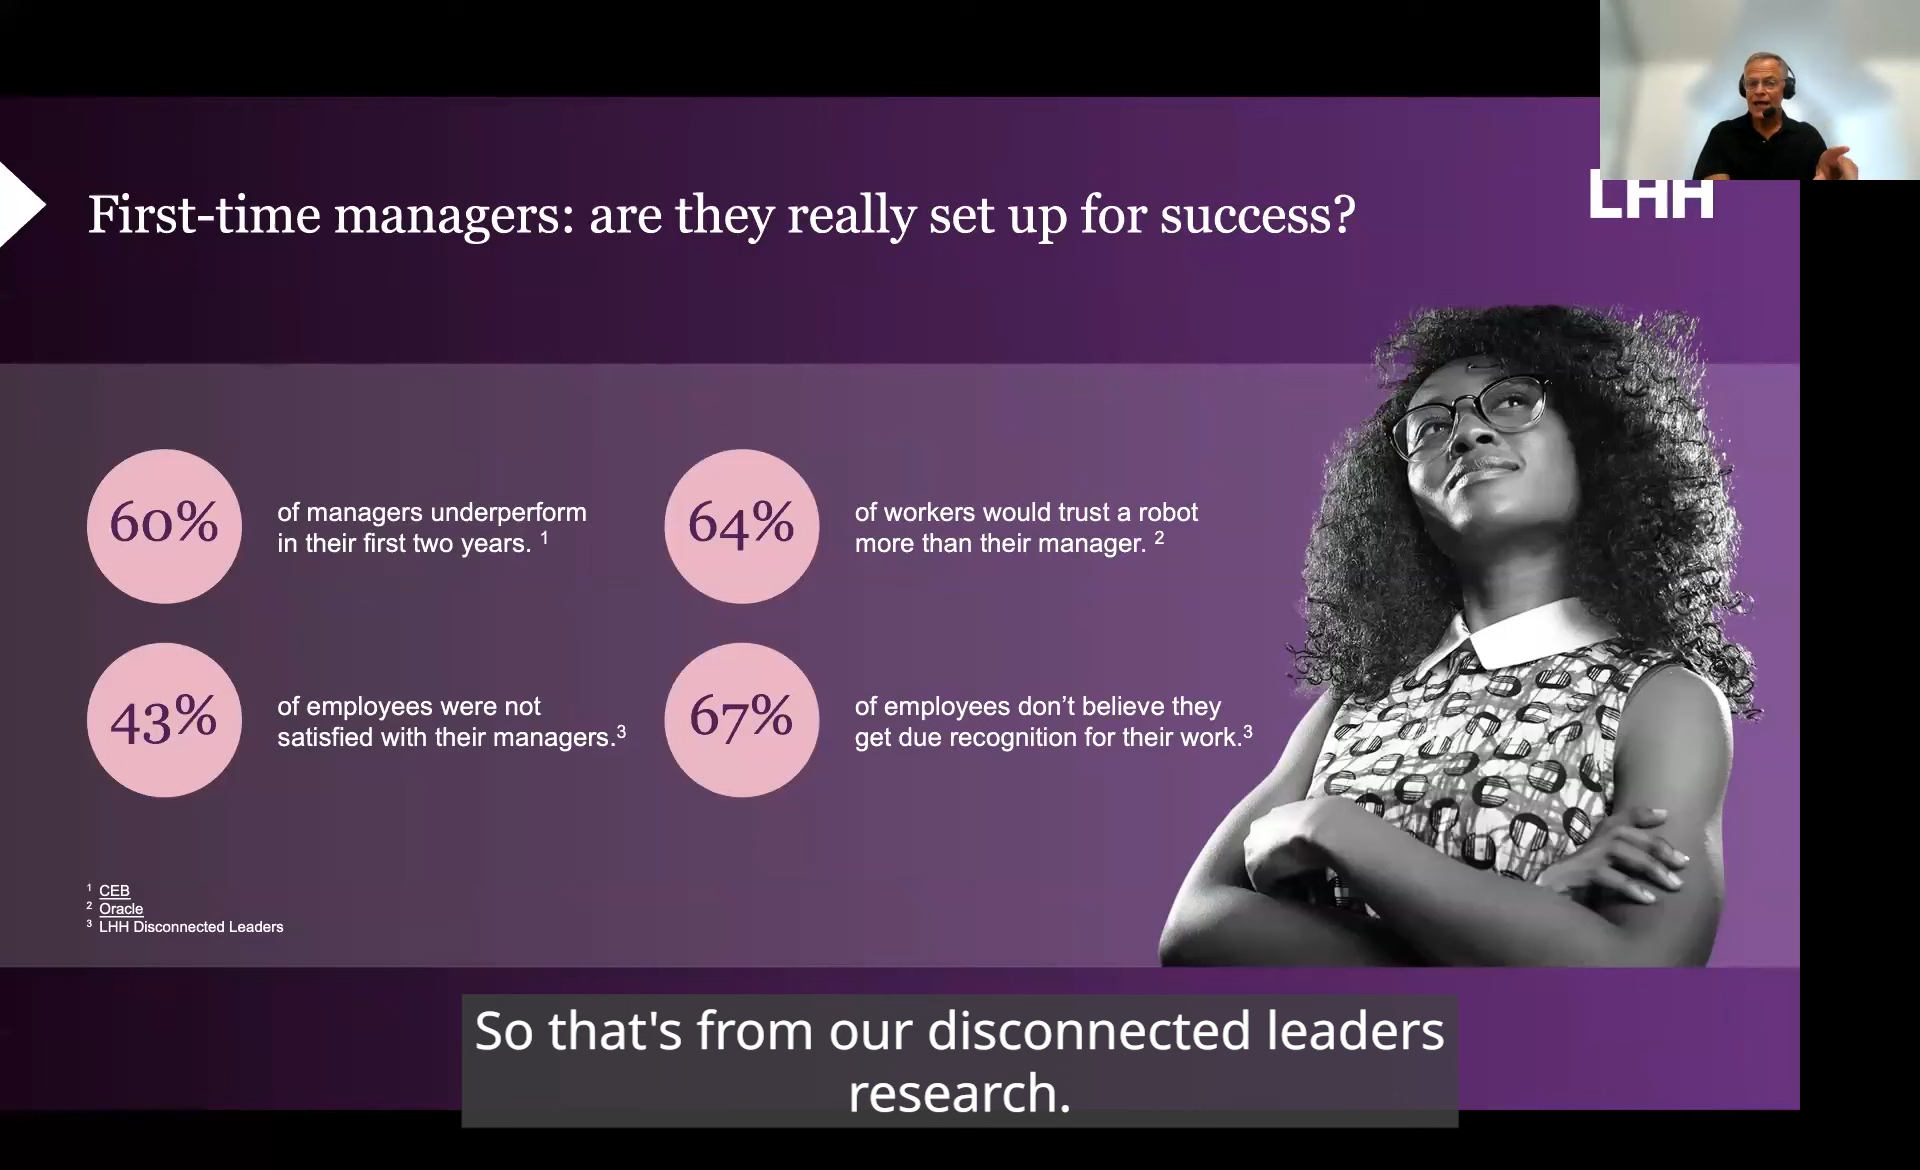 LHH
First-time managers: are they really set up for success?
60%
of managers underperform
in their first two years. 1
64%
of workers would trust a robot
more than their manager. 2
43%
of employees were not
satisfied with their managers.3
67%
of employees don’t believe they
get due recognition for their work.3
1 CEB
2 Oracle
3 LHH Disconnected Leaders
So that's from our disconnected leaders
research.